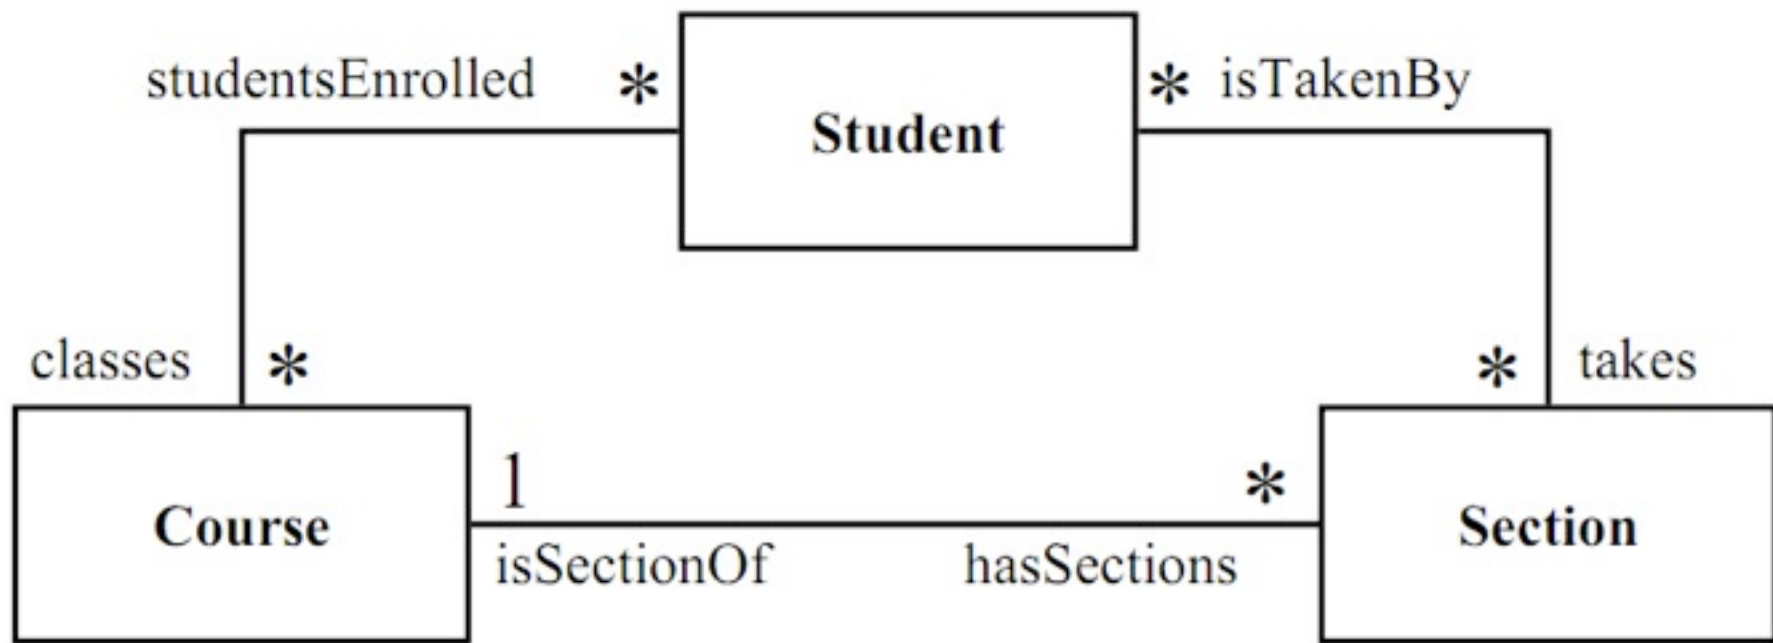 studentsEnrolled * Student * isTakenBy
classes * * takes
Course 1 * Section
isSectionOf hasSections